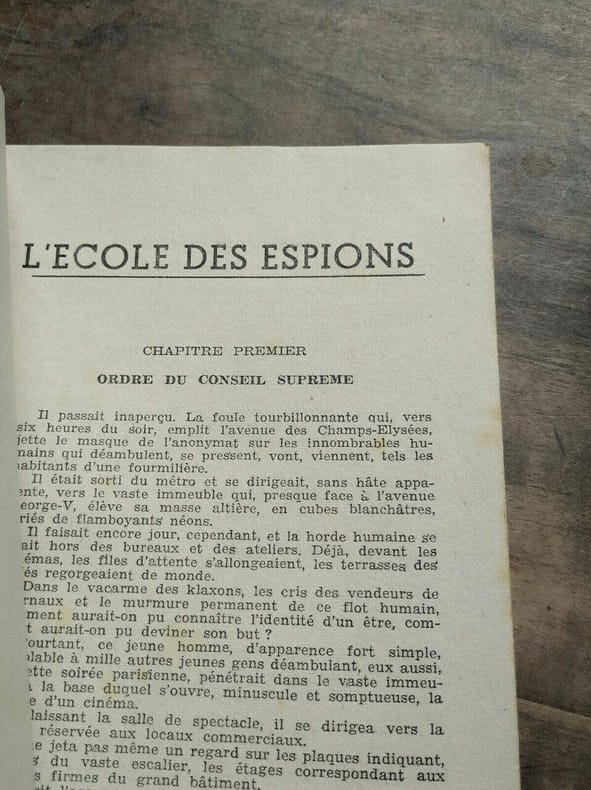 L'ECOLE DES ESPIONS
CHAPITRE PREMIER
ORDRE DU CONSEIL SUPREME
Il passait inaperçu. La foule tourbillonnante qui, vers
six heures du soir, emplit l'avenue des Champs-Elysées,
jette le masque de l'anonymat sur les innombrables hu-
mains qui déambulent, se pressent, vont, viennent, tels les
habitants d'une fourmilière.
Il était sorti du métro et se dirigeait, sans hâte appa-
ente, vers le vaste immeuble qui, presque face à l'avenue
eorge-V, élève sa masse altière, en cubes blanchâtres,
riés de flamboyants néons.
Il faisait encore jour, cependant, et la horde humaine se
ait hors des bureaux et des ateliers. Déjà, devant les
émas, les files d'attente s'allongeaient, les terrasses des
és regorgeaient de monde.
Dans le vacarme des klaxons, les cris des vendeurs de
rnaux et le murmure permanent de ce flot humain,
ment aurait-on pu connaître l'identité d'un être, com-
t aurait-on pu deviner son but ?
ourtant, ce jeune homme, d'apparence fort simple,
lable à mille autres jeunes gens déambulant, eux aussi,
ette soirée parisienne, pénétrait dans le vaste immeu-
à la base duquel s'ouvre, minuscule et somptueuse, la
e d'un cinéma.
laissant la salle de spectacle, il se dirigea vers la
réservée aux locaux commerciaux.
e jeta pas même un regard sur les plaques indiquant,
s du vaste escalier, les étages correspondant aux
s firmes du grand bâtiment.